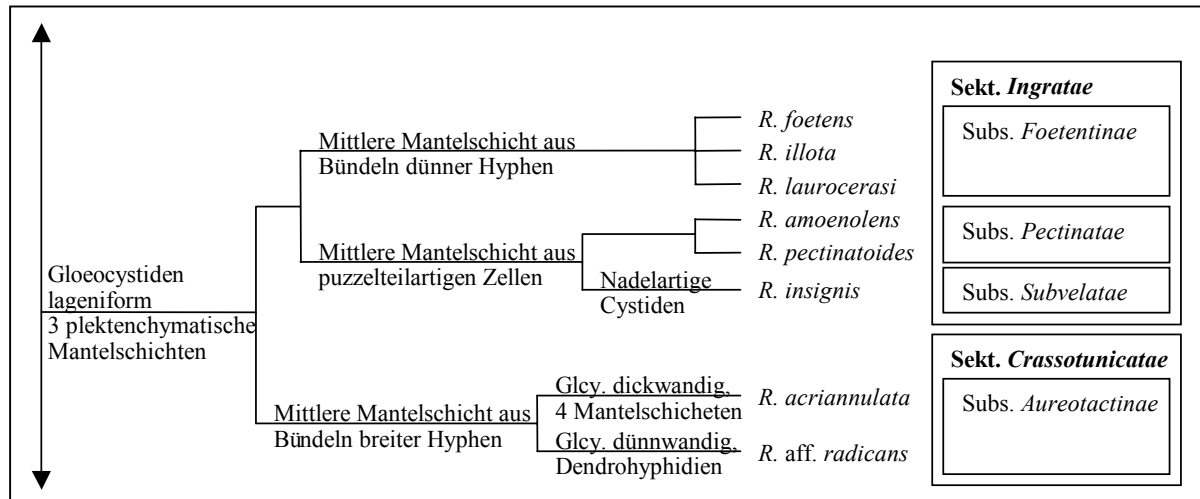 Gloeocystiden
lageniform
3 plektenchymatische
Mantelschichten
Mittlere Mantelschicht aus
Bündeln dünner Hyphen
R. foetens
R. illota
R. laurocerasi
Mittlere Mantelschicht aus
puzzelteilartigen Zellen
R. amoenolens
R. pectinatoides
Nadelartige
Cystiden
R. insignis
Mittlere Mantelschicht aus
Bündeln breiter Hyphen
Glcy. dickwandig,
4 Mantelschicheten
R. acriannulata
Glcy. dünnwandig,
Dendrohyphidien
R. aff. radicans
Sekt. Ingratae
Subs. Foetentinae
Subs. Pectinatae
Subs. Subvelatae
Sekt. Crassotunicatae
Subs. Aureotactinae